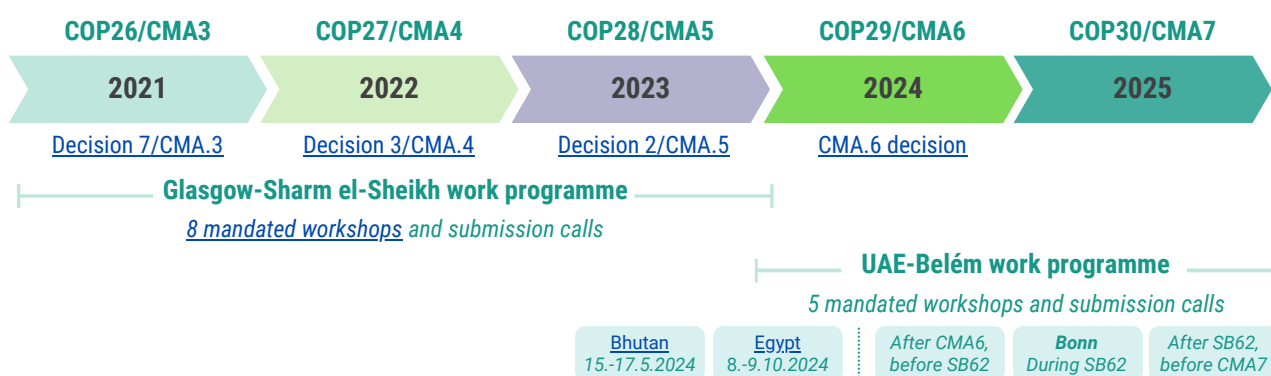 COP26/CMA3 COP27/CMA4 COP28/CMA5 COP29/CMA6 COP30/CMA7
2021 2022 2023 2024 2025
Decision 7/CMA.3 Decision 3/CMA.4 Decision 2/CMA.5 CMA.6 decision
Glasgow-Sharm el-Sheikh work programme
8 mandated workshops and submission calls
UAE-Belém work programme
5 mandated workshops and submission calls
Bhutan
15.-17.5.2024
Egypt
8.-9.10.2024
After CMA6,
before SB62
Bonn
During SB62
After SB62,
before CMA7